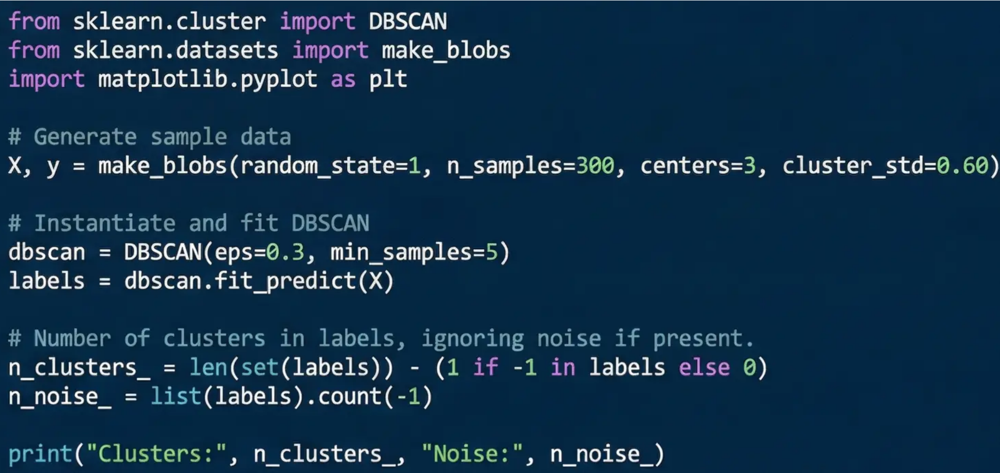 from sklearn.cluster import DBSCAN
from sklearn.datasets import make_blobs
import matplotlib.pyplot as plt
# Generate sample data
X, y = make_blobs(random_state=1, n_samples=300, centers=3, cluster_std=0.60)
# Instantiate and fit DBSCAN
dbscan = DBSCAN(eps=0.3, min_samples=5)
labels = dbscan.fit_predict(X)
# Number of clusters in labels, ignoring noise if present.
n_clusters_ = len(set(labels)) - (1 if -1 in labels else 0)
n_noise_ = list(labels).count(-1)
print("Clusters:", n_clusters_, "Noise:", n_noise_)